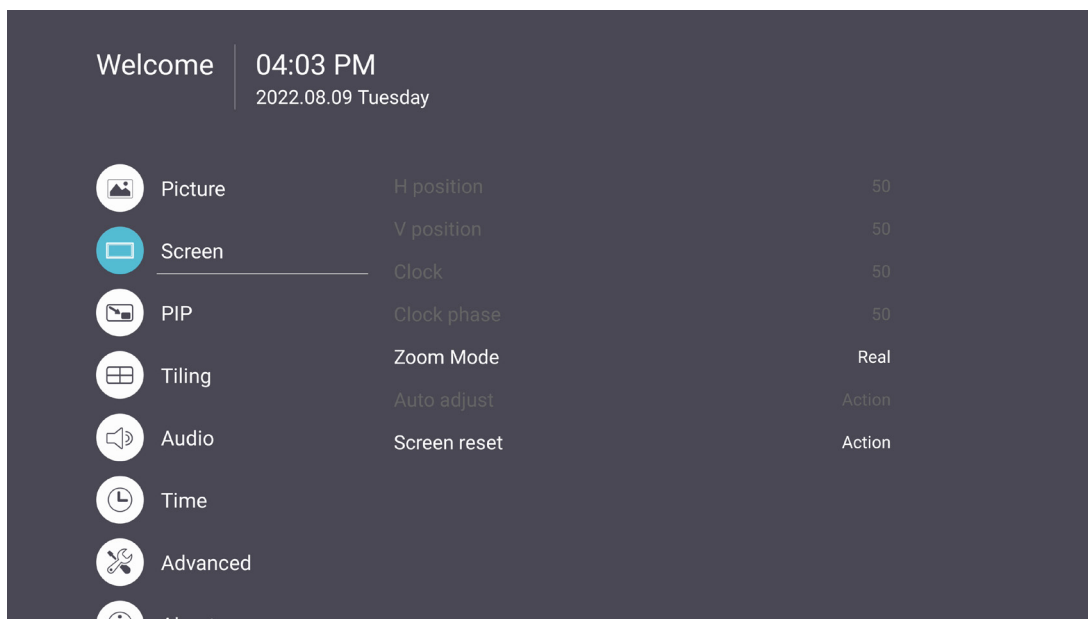 Welcome
04:03 PM
2022.08.09 Tuesday
Picture
Screen
PIP
Tiling
Audio
Time
Advanced
H position 50
V position 50
Clock 50
Clock phase 50
Zoom Mode Real
Auto adjust Action
Screen reset Action